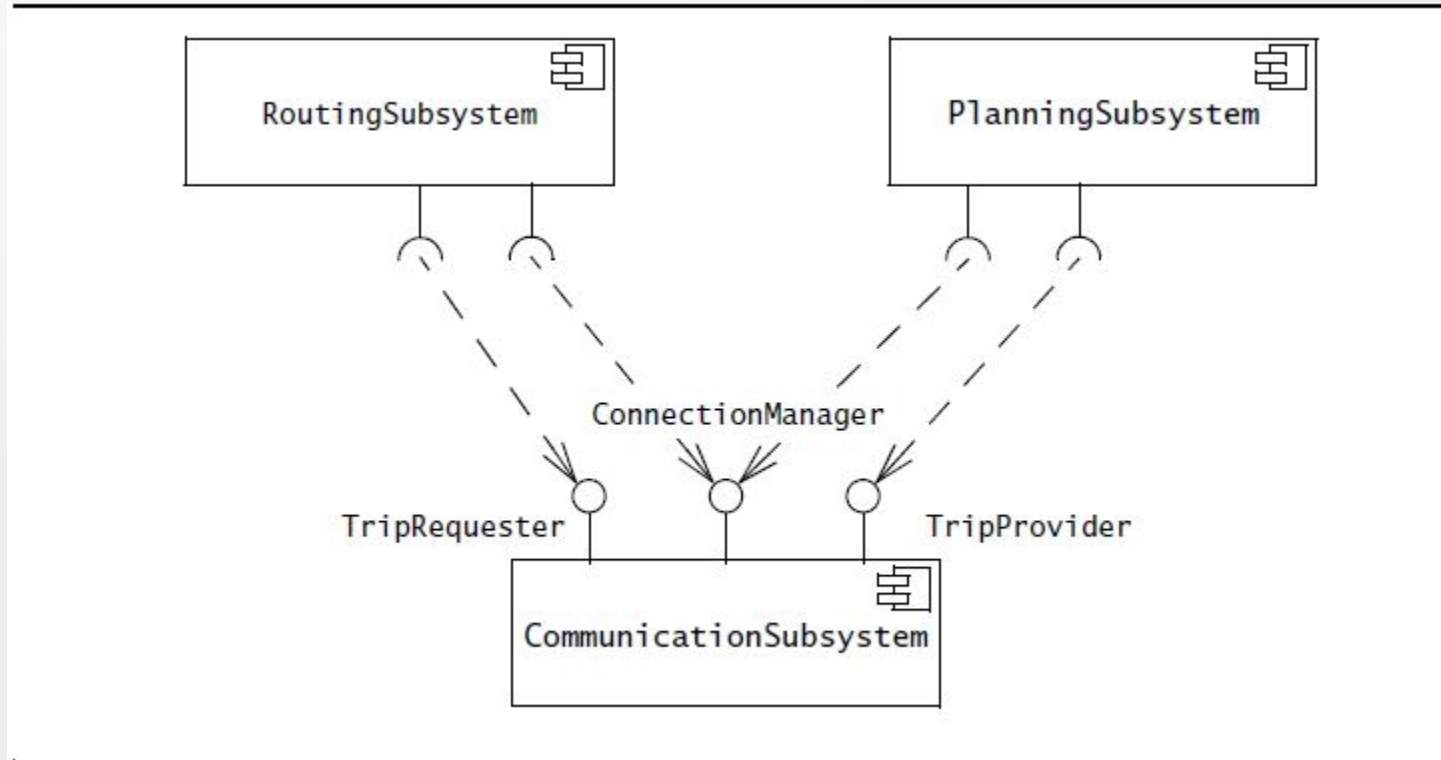 RoutingSubsystem
PlanningSubsystem
ConnectionManager
TripRequester
TripProvider
CommunicationSubsystem